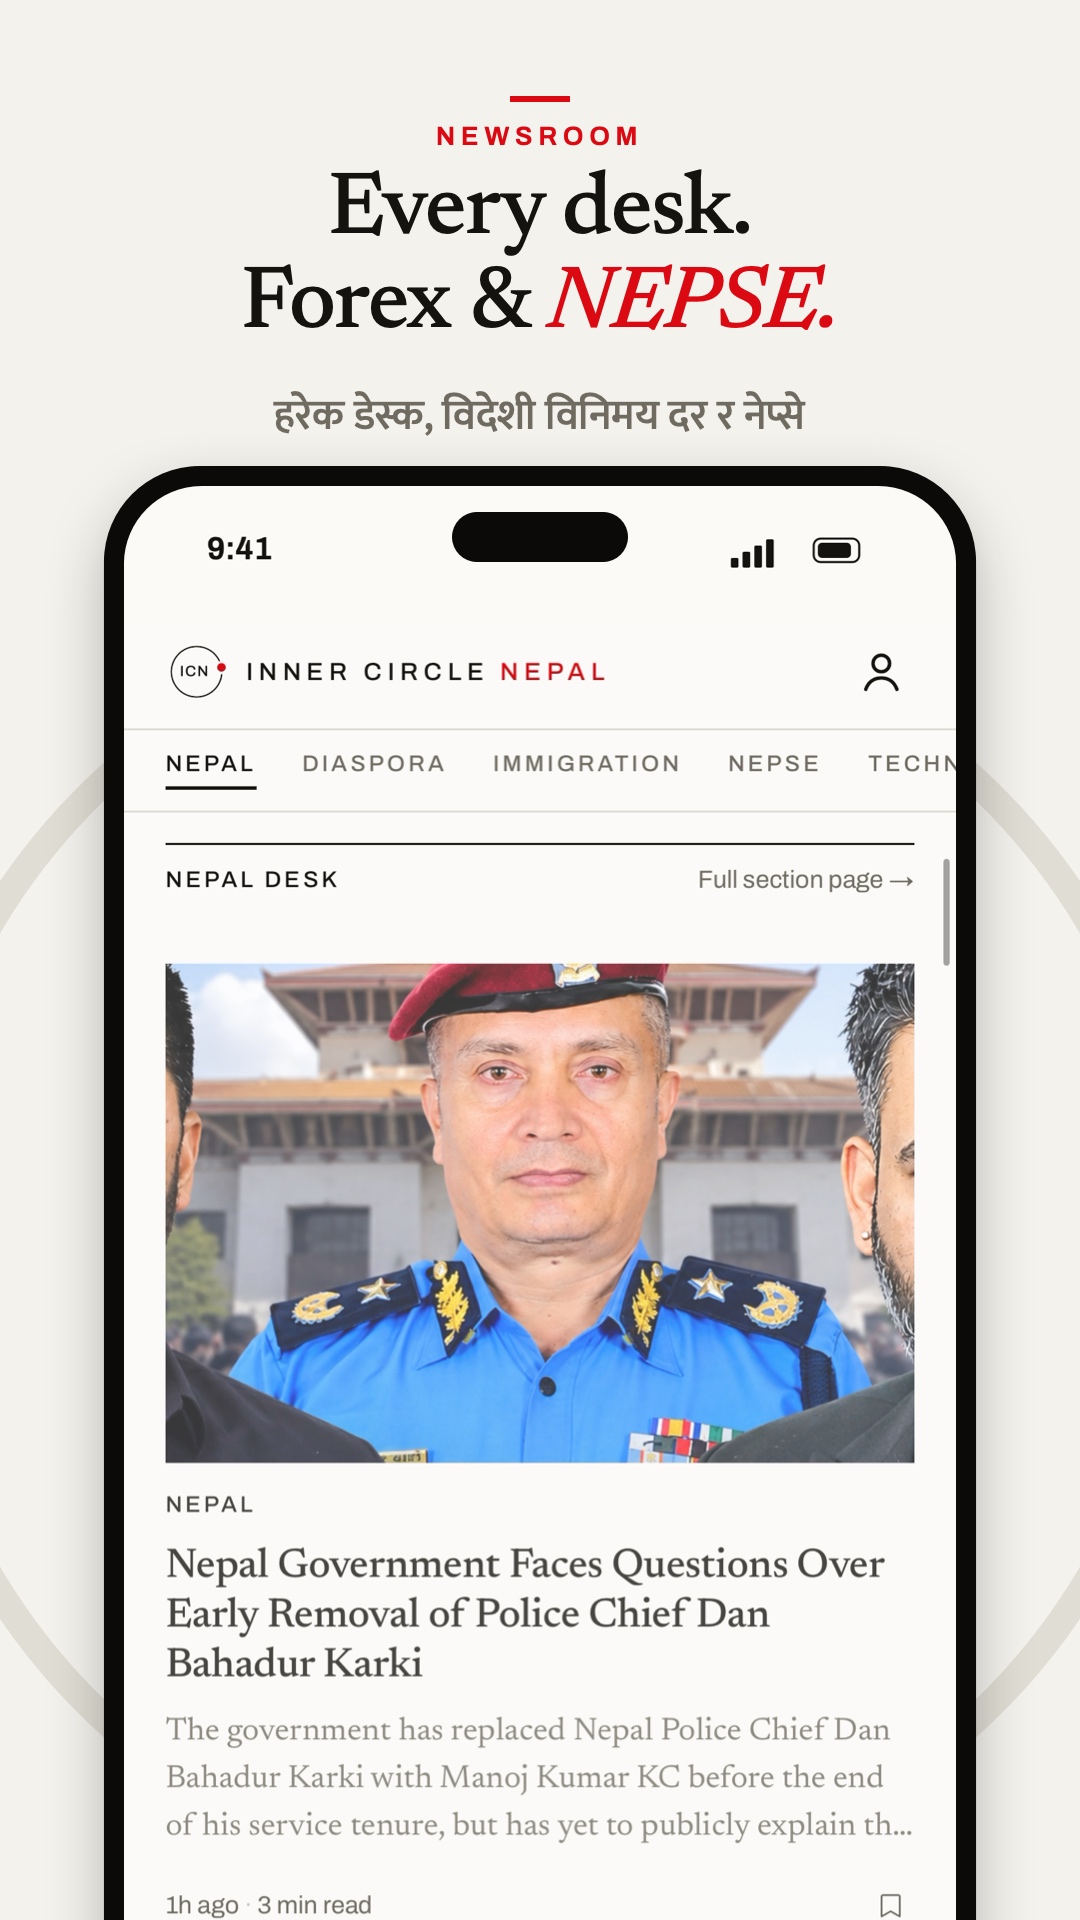 NEWSROOM
Every desk.
Forex & NEPSE.
हरेक डेस्क, विदेशी विनिमय दर र नेप्से
9:41
ICN INNER CIRCLE NEPAL
NEPAL DIASPORA IMMIGRATION NEPSE TECHN
NEPAL DESK Full section page →
NEPAL
Nepal Government Faces Questions Over
Early Removal of Police Chief Dan
Bahadur Karki
The government has replaced Nepal Police Chief Dan
Bahadur Karki with Manoj Kumar KC before the end
of his service tenure, but has yet to publicly explain th...
1h ago · 3 min read